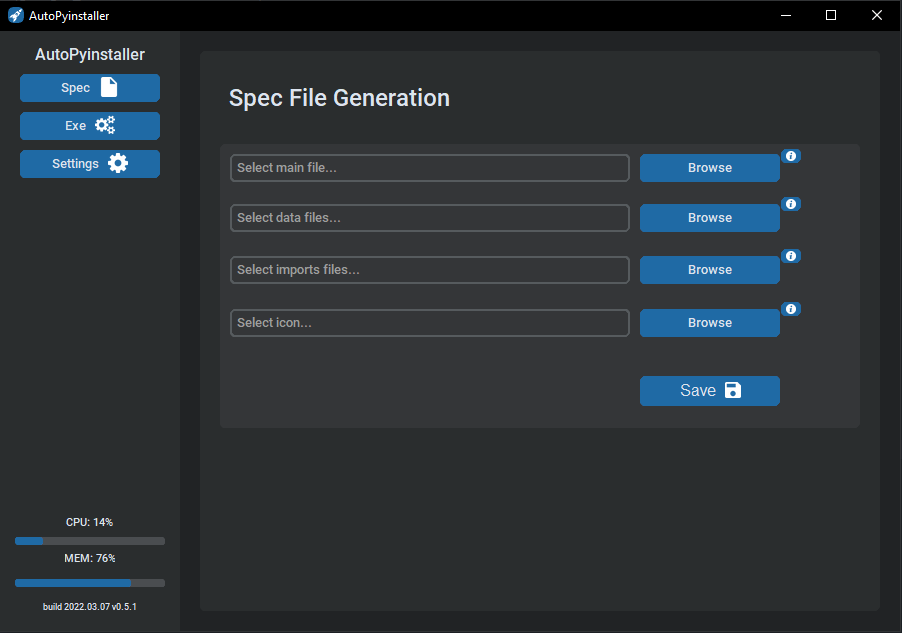 AutoPyinstaller
AutoPyinstaller
Spec
Exe
Settings
CPU: 14%
MEM: 76%
build 2022.03.07 v0.5.1
Spec File Generation
Select main file...
Browse
Select data files...
Browse
Select imports files...
Browse
Select icon...
Browse
Save